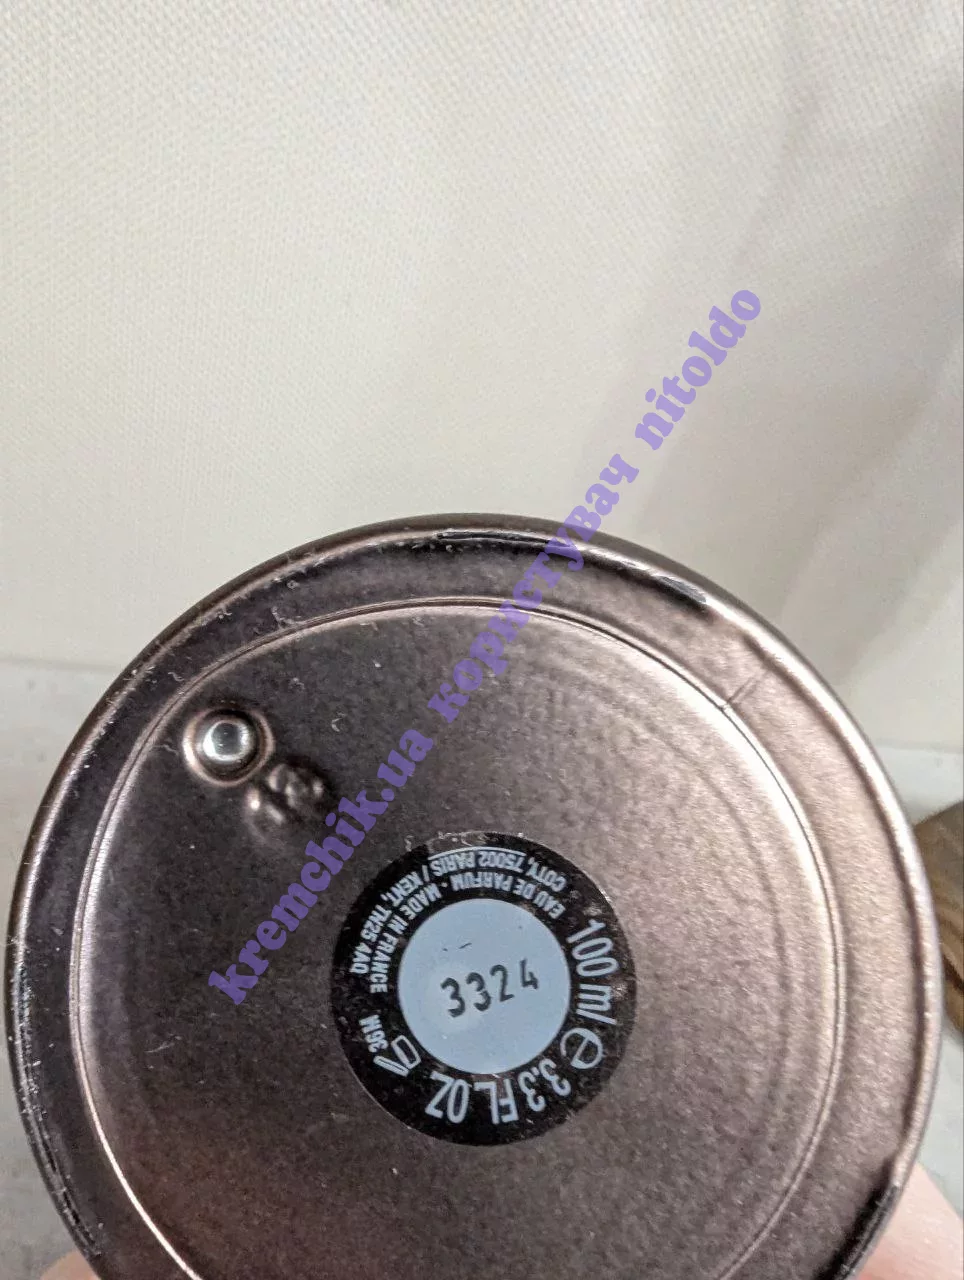 kremchik.ua користувач nitoldo
COTY, 75002 PARIS / KENT, TN25 4AQ
EAU DE PARFUM · MADE IN FRANCE
100 ml e 3.3 FL.OZ
36M
3324